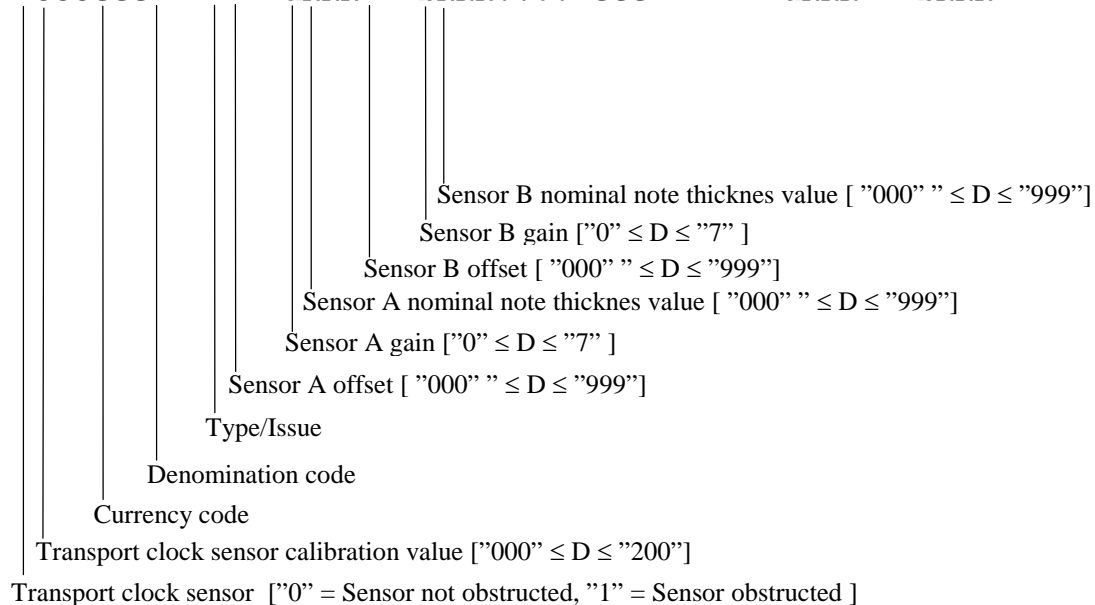 Sensor B nominal note thicknes value [ ”000” ” ≤ D ≤ ”999”]
Sensor B gain [”0” ≤ D ≤ ”7” ]
Sensor B offset [ ”000” ” ≤ D ≤ ”999”]
Sensor A nominal note thicknes value [ ”000” ” ≤ D ≤ ”999”]
Sensor A gain [”0” ≤ D ≤ ”7” ]
Sensor A offset [ ”000” ” ≤ D ≤ ”999”]
Type/Issue
Denomination code
Currency code
Transport clock sensor calibration value [”000” ≤ D ≤ ”200”]
Transport clock sensor [”0” = Sensor not obstructed, ”1” = Sensor obstructed ]